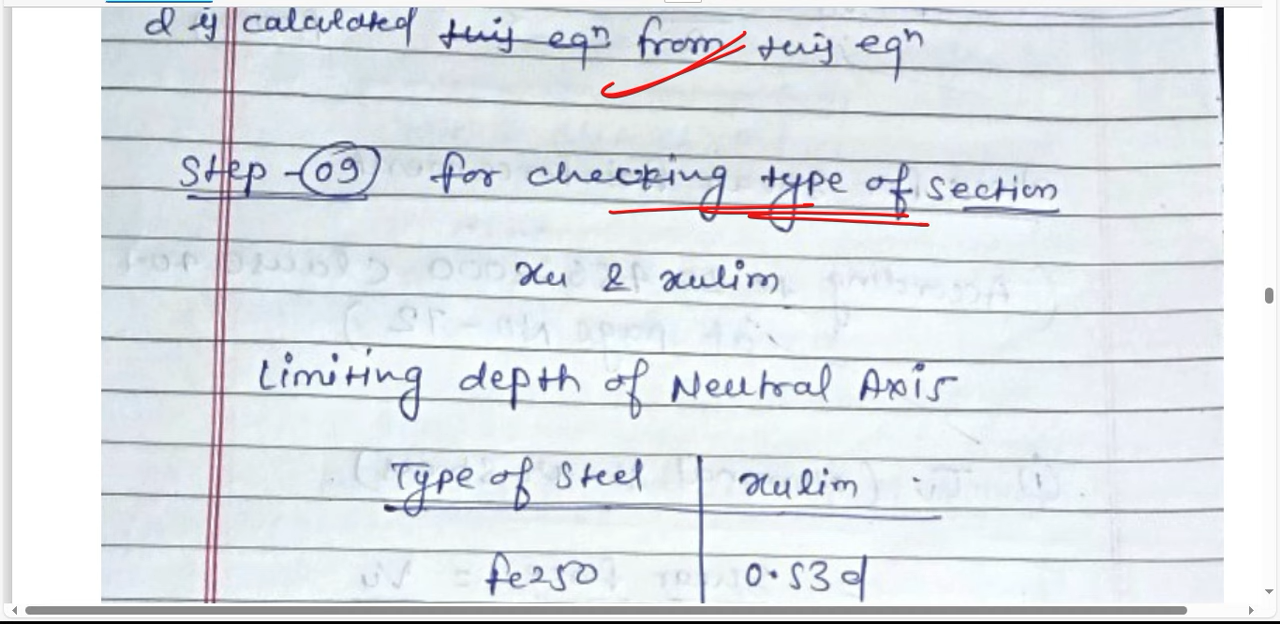 d is calculated this eqn from this eqn
Step - 09 for checking type of section
xu & xulim
Limiting depth of Neutral Axis
Type of Steel | xulim
fe250 | 0.53d